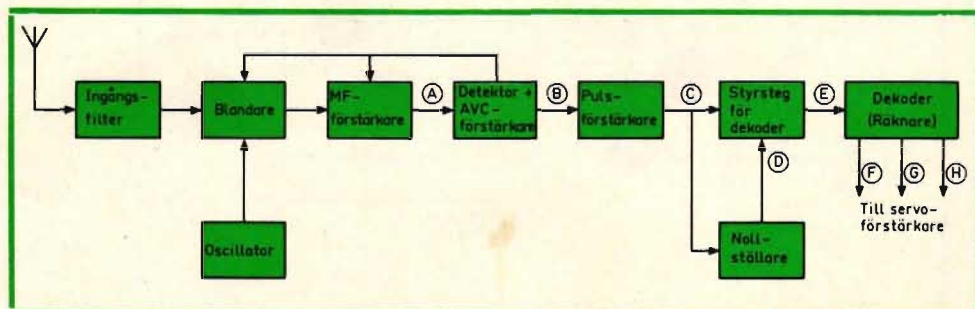 Ingångs-
filter
Blandare
MF-
förstärkare
A
Detektor +
AVC-
förstärkare
B
Puls-
förstärkare
C
Styrsteg
för
dekoder
E
Dekoder
(Räknare)
D
F
G
H
Till servo-
förstärkare
Oscillator
Noll-
ställare